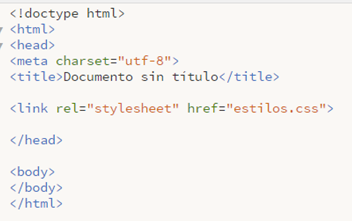 <!doctype html>
<html>
<head>
<meta charset="utf-8">
<title>Documento sin título</title>
<link rel="stylesheet" href="estilos.css">
</head>
<body>
</body>
</html>